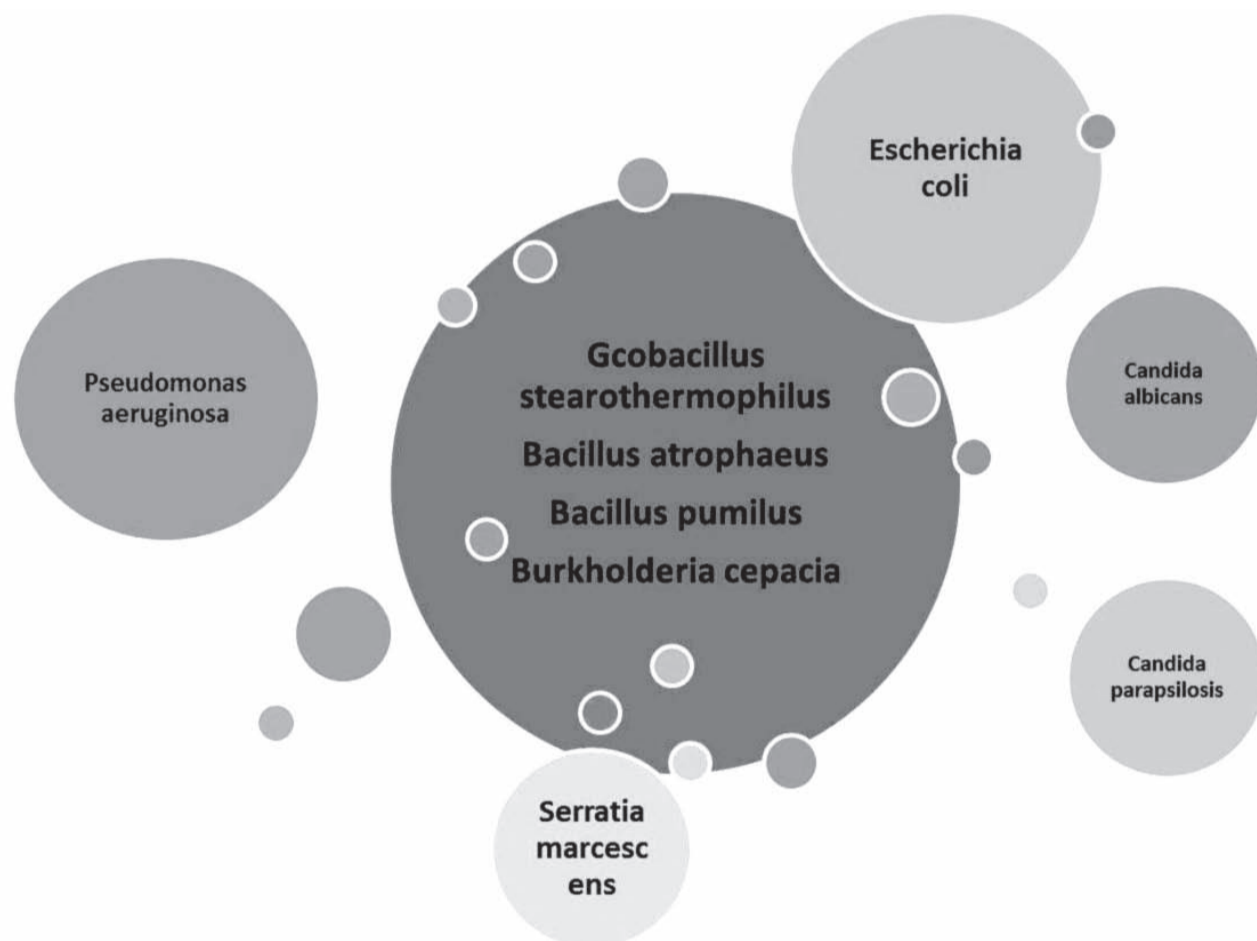 Escherichia
coli
Pseudomonas
aeruginosa
Gcobacillus
stearothermophilus
Bacillus atrophaeus
Bacillus pumilus
Burkholderia cepacia
Candida
albicans
Candida
parapsilosis
Serratia
marcesc
ens